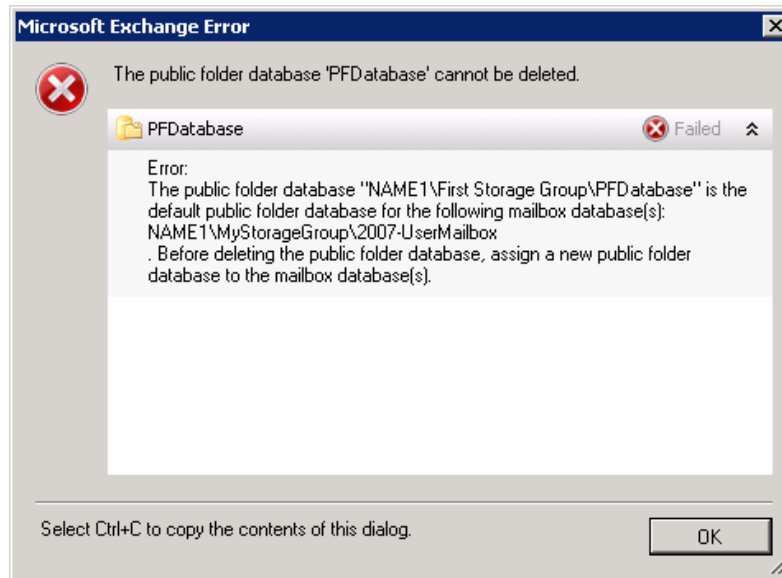 Microsoft Exchange Error
The public folder database 'PFDatabase' cannot be deleted.
PFDatabase
Failed
Error:
The public folder database "NAME1\First Storage Group\PFDatabase" is the
default public folder database for the following mailbox database(s):
NAME1\MyStorageGroup\2007-UserMailbox
. Before deleting the public folder database, assign a new public folder
database to the mailbox database(s).
Select Ctrl+C to copy the contents of this dialog.
OK